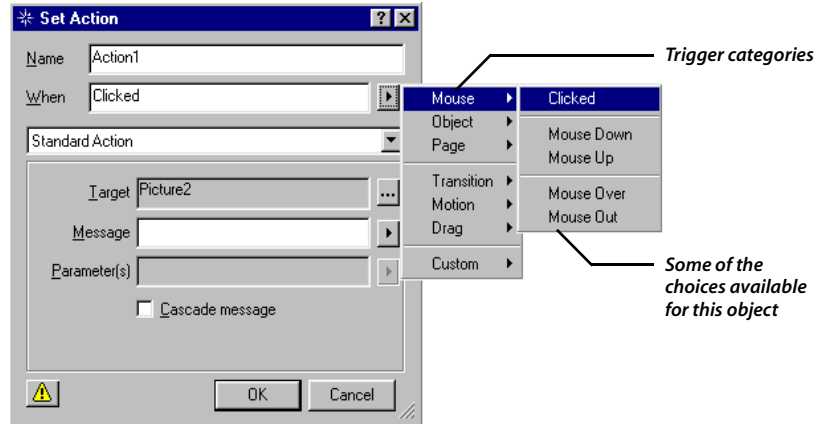 Set Action
Name Action1
When Clicked
Standard Action
Target Picture2 ...
Message
Parameter(s)
Cascade message
OK Cancel
Mouse
Object
Page
Transition
Motion
Drag
Custom
Clicked
Mouse Down
Mouse Up
Mouse Over
Mouse Out
Trigger categories
Some of the
choices available
for this object